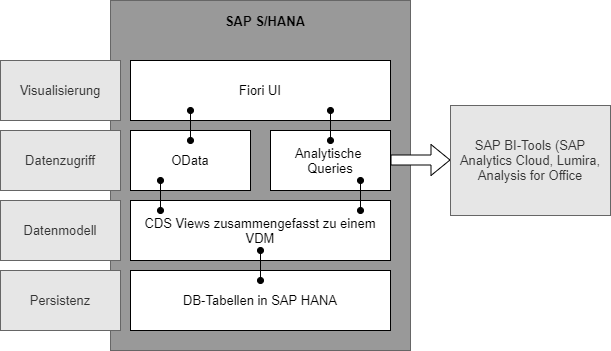 SAP S/HANA
Visualisierung
Fiori UI
Datenzugriff
OData
Analytische
Queries
SAP BI-Tools (SAP
Analytics Cloud, Lumira,
Analysis for Office
Datenmodell
CDS Views zusammengefasst zu einem
VDM
Persistenz
DB-Tabellen in SAP HANA